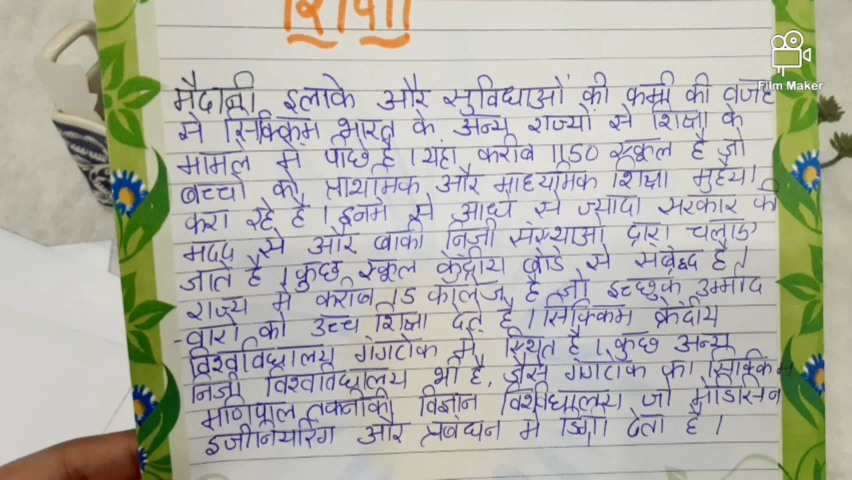 शिक्षा
Film Maker
मैदानी इलाके और सुविधाओं की कमी की वजह
से सिक्किम भारत के अन्य राज्यों से शिक्षा के
मामले में पीछे है । यहां करीब 1150 स्कूल है जो
बच्चो को प्राथमिक और माध्यमिक शिक्षा मुहैया
करा रहे है । इनमें से आधे से ज्यादा सरकार की
मदद से और बाकी निजी संस्थाओ द्वारा चलाए
जाते है । कुछ स्कूल केंद्रीय बोर्ड से संबद्ध है ।
राज्य में करीब 15 कालेज है जो इच्छुक उम्मीद
-वारो को उच्च शिक्षा देते है । सिक्किम केंद्रीय
विश्वविद्यालय गंगटोक में स्थित है । कुछ अन्य
निजी विश्वविद्यालय भी है, जैसे गंगटोक का सिक्किम
मणिपाल तकनीकी विज्ञान विश्वविद्यालय जो मेडिसिन
इंजीनियरिंग और प्रबंधन में डिग्री देता है ।